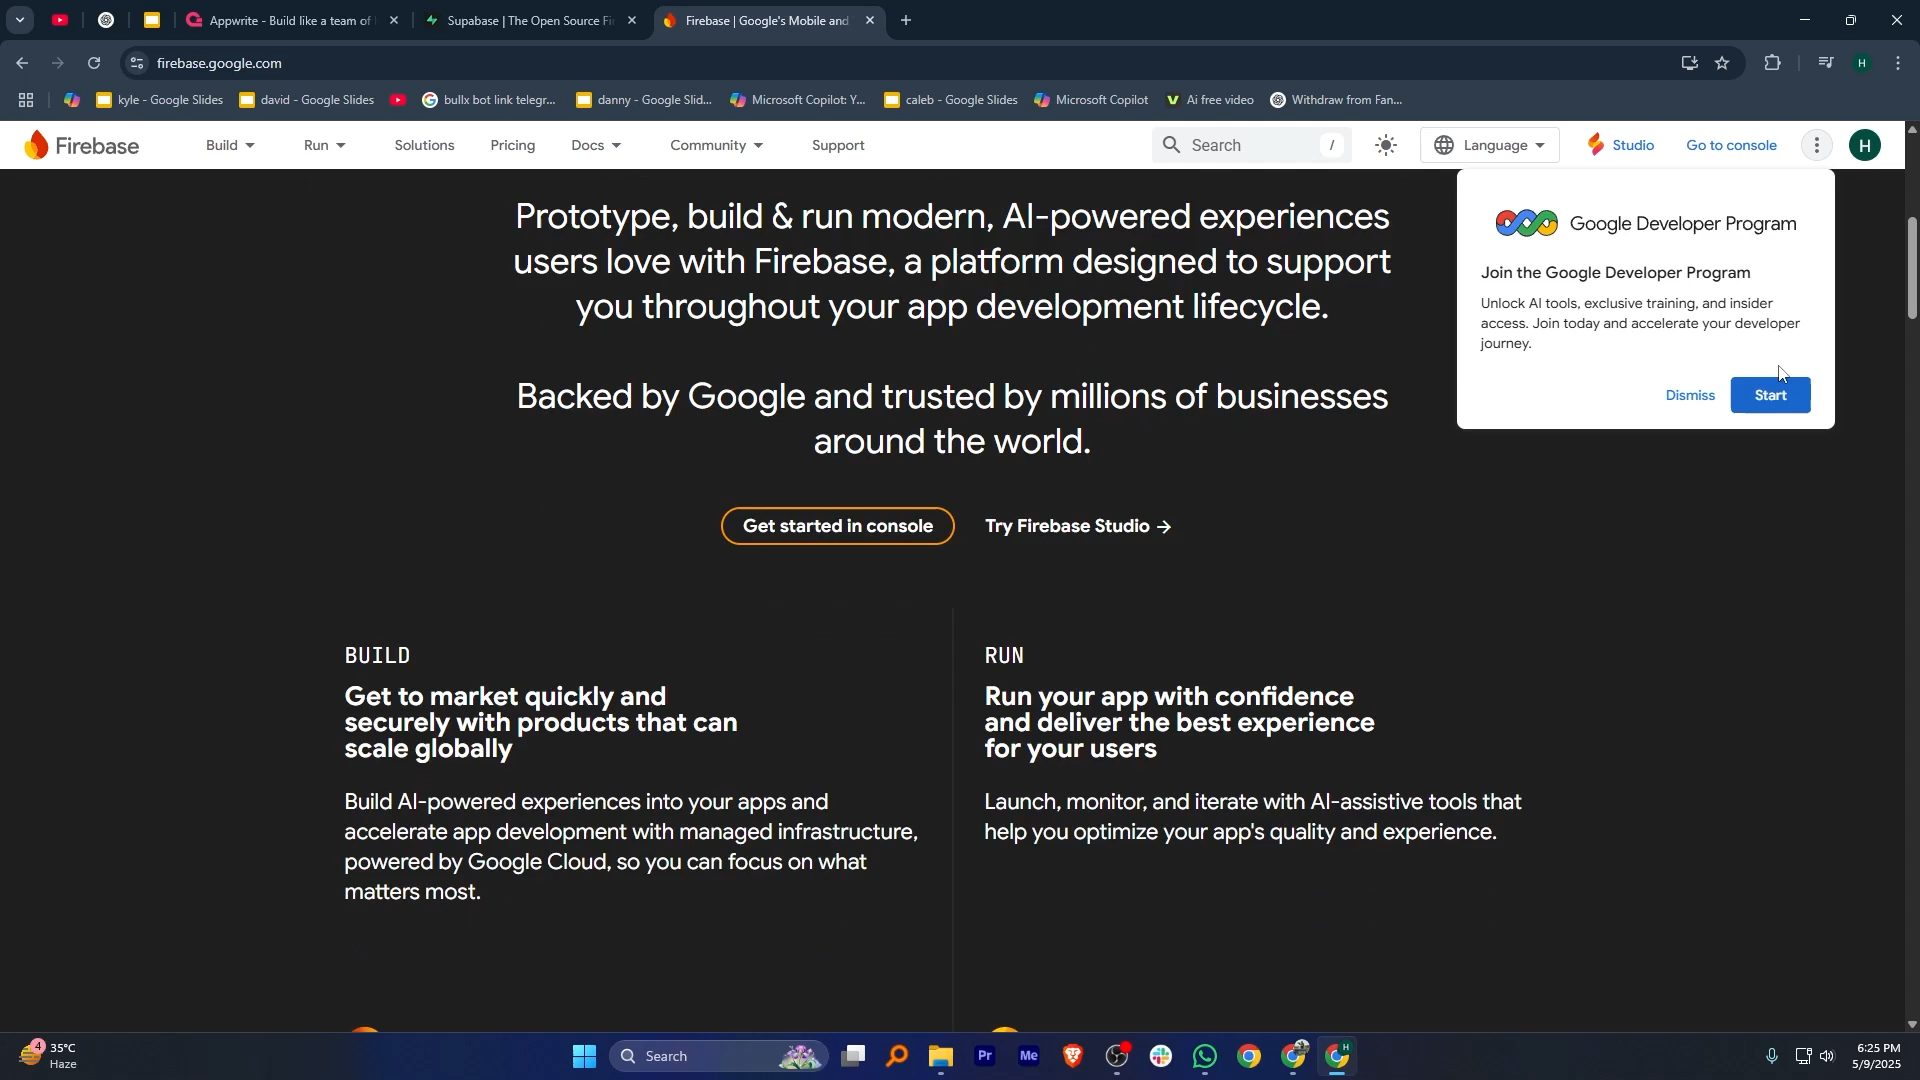 Appwrite - Build like a team of
Supabase | The Open Source Fi
Firebase | Google's Mobile and
firebase.google.com
H
kyle - Google Slides
david - Google Slides
bullx bot link telegr...
danny - Google Slid...
Microsoft Copilot: Y...
caleb - Google Slides
Microsoft Copilot
Ai free video
Withdraw from Fan...
Firebase
Build
Run
Solutions
Pricing
Docs
Community
Support
Search
/
Language
Studio
Go to console
H
Prototype, build & run modern, AI-powered experiences
users love with Firebase, a platform designed to support
you throughout your app development lifecycle.
Backed by Google and trusted by millions of businesses
around the world.
Google Developer Program
Join the Google Developer Program
Unlock AI tools, exclusive training, and insider
access. Join today and accelerate your developer
journey.
Dismiss
Start
Get started in console
Try Firebase Studio →
BUILD
Get to market quickly and
securely with products that can
scale globally
Build AI-powered experiences into your apps and
accelerate app development with managed infrastructure,
powered by Google Cloud, so you can focus on what
matters most.
RUN
Run your app with confidence
and deliver the best experience
for your users
Launch, monitor, and iterate with AI-assistive tools that
help you optimize your app's quality and experience.
4
35°C
Haze
Search
Pr
Me
H
6:25 PM
5/9/2025